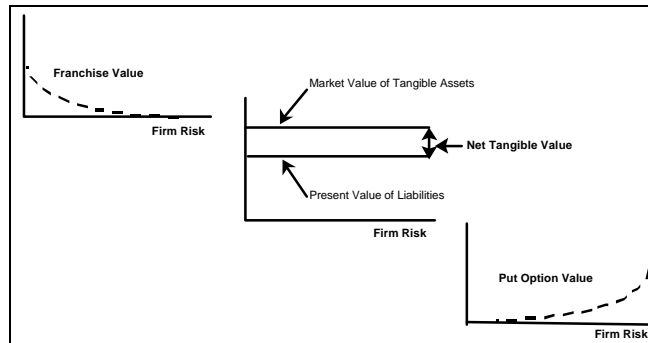 Franchise Value
Firm Risk
Market Value of Tangible Assets
Net Tangible Value
Present Value of Liabilities
Firm Risk
Put Option Value
Firm Risk